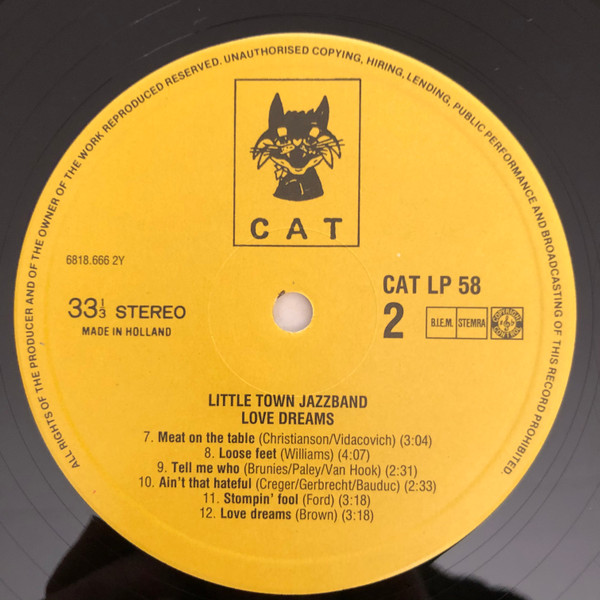 ALL RIGHTS OF THE PRODUCER AND OF THE OWNER OF THE WORK REPRODUCED RESERVED. UNAUTHORISED COPYING, HIRING, LENDING, PUBLIC PERFORMANCE AND BROADCASTING OF THIS RECORD PROHIBITED.
CAT
6818.666 2Y
CAT LP 58
33 1/3 STEREO
2
B.I.E.M. STEMRA COPYRIGHT CONTROL
MADE IN HOLLAND
LITTLE TOWN JAZZBAND
LOVE DREAMS
7. Meat on the table (Christianson/Vidacovich) (3:04)
8. Loose feet (Williams) (4:07)
9. Tell me who (Brunies/Paley/Van Hook) (2:31)
10. Ain't that hateful (Creger/Gerbrecht/Bauduc) (2:33)
11. Stompin' fool (Ford) (3:18)
12. Love dreams (Brown) (3:18)